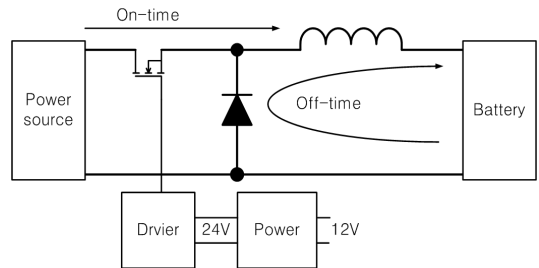 On-time
Power
source
Off-time
Battery
Drvier
24V
Power
12V